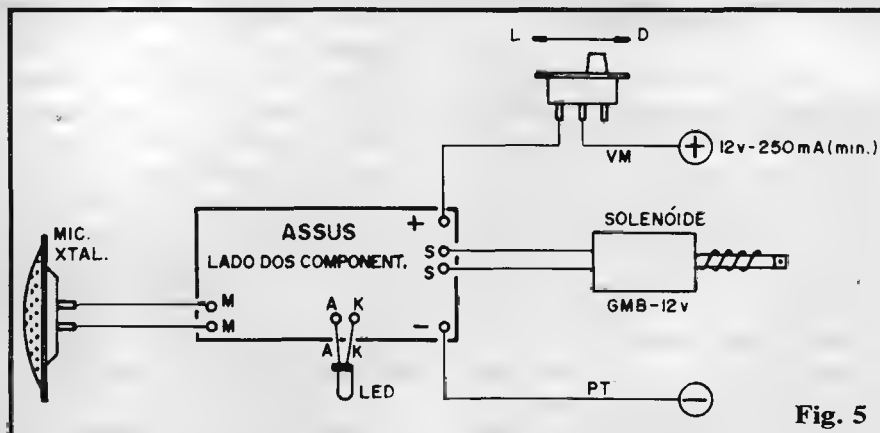 L D
VM
+ 12v-250mA(min.)
MIC.
XTAL.
ASSUS
LADO DOS COMPONENT.
+
S
S
M
M
A K
A K
LED
-
SOLENÓIDE
GMB-12v
PT
-
Fig. 5